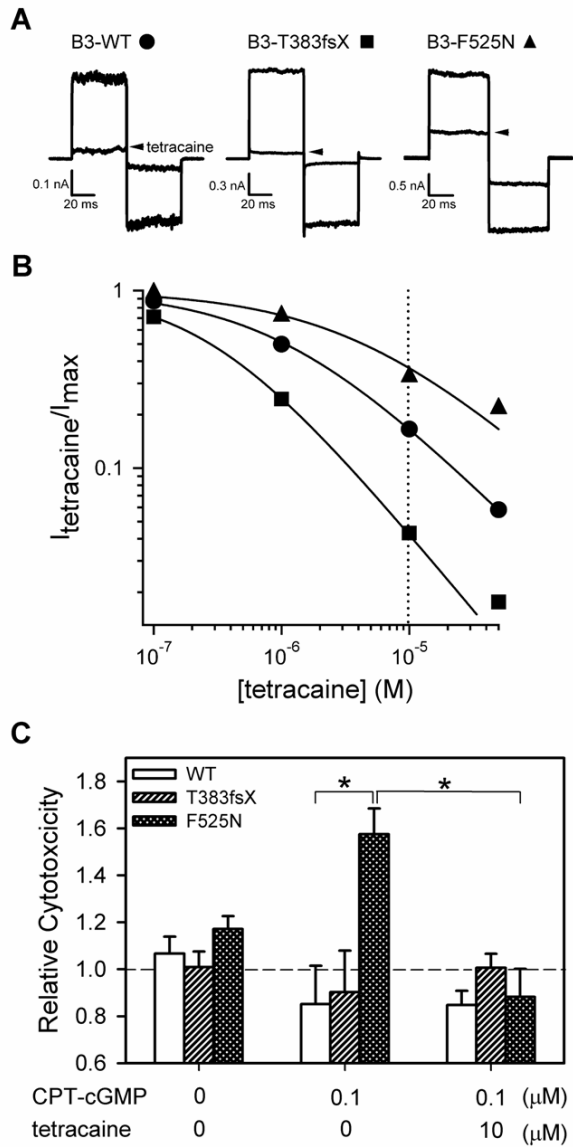 A
B3-WT ● B3-T383fsX ■ B3-F525N ▲
tetracaine
0.1 nA 0.3 nA 0.5 nA
20 ms 20 ms 20 ms
B
1
0.1
Itetracaine/Imax
10⁻⁷ 10⁻⁶ 10⁻⁵
[tetracaine] (M)
C
WT
T383fsX
F525N
* *
1.8
1.6
1.4
1.2
1.0
0.8
0.6
Relative Cytotoxcicity
CPT-cGMP 0 0.1 0.1 (μM)
tetracaine 0 0 10 (μM)